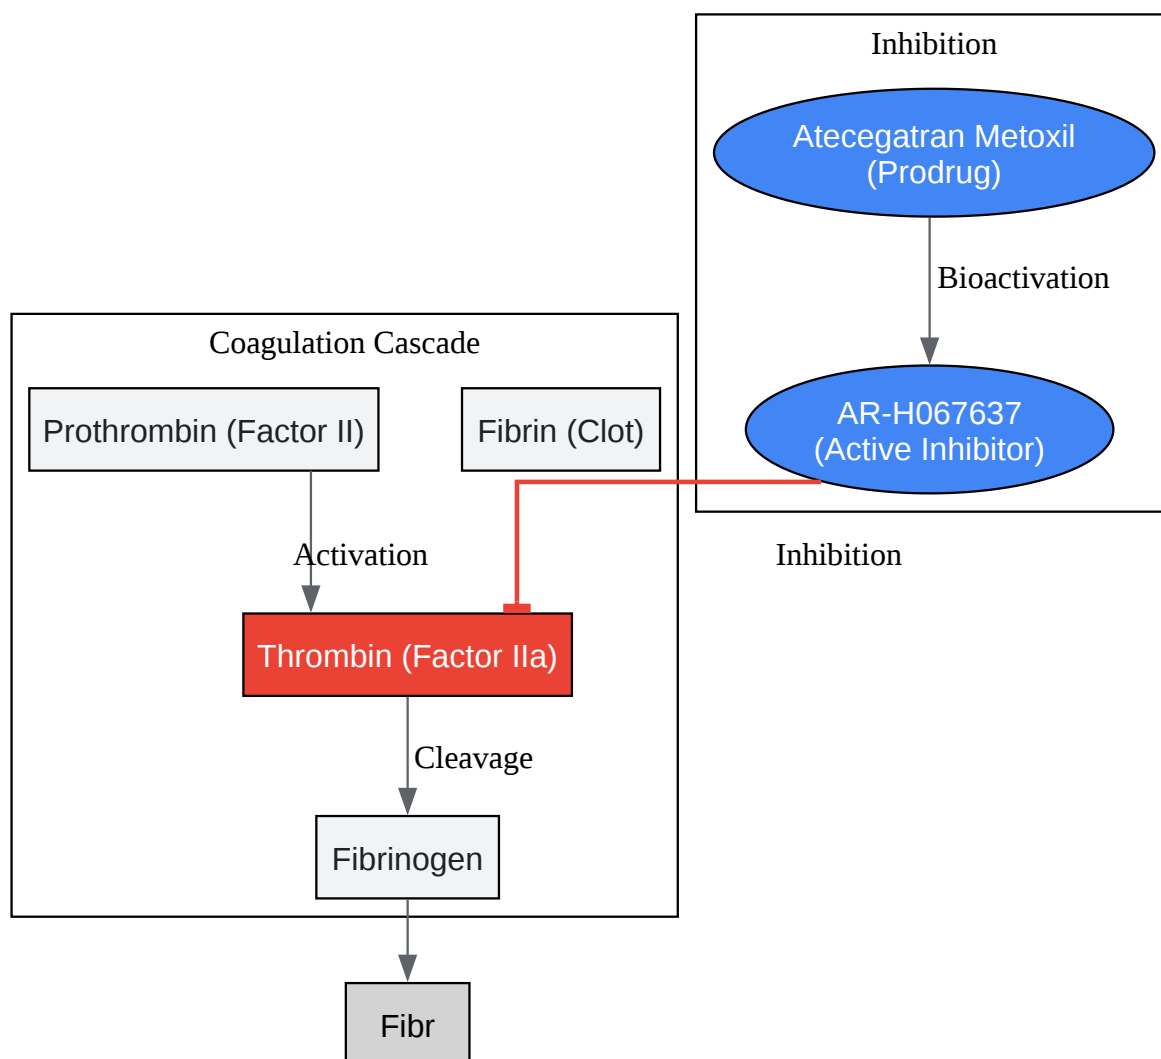 Inhibition
Atecegatran Metoxil
(Prodrug)
Bioactivation
Coagulation Cascade
Prothrombin (Factor II)
Fibrin (Clot)
AR-H067637
(Active Inhibitor)
Activation
Inhibition
Thrombin (Factor IIa)
Cleavage
Fibrinogen
Fibr